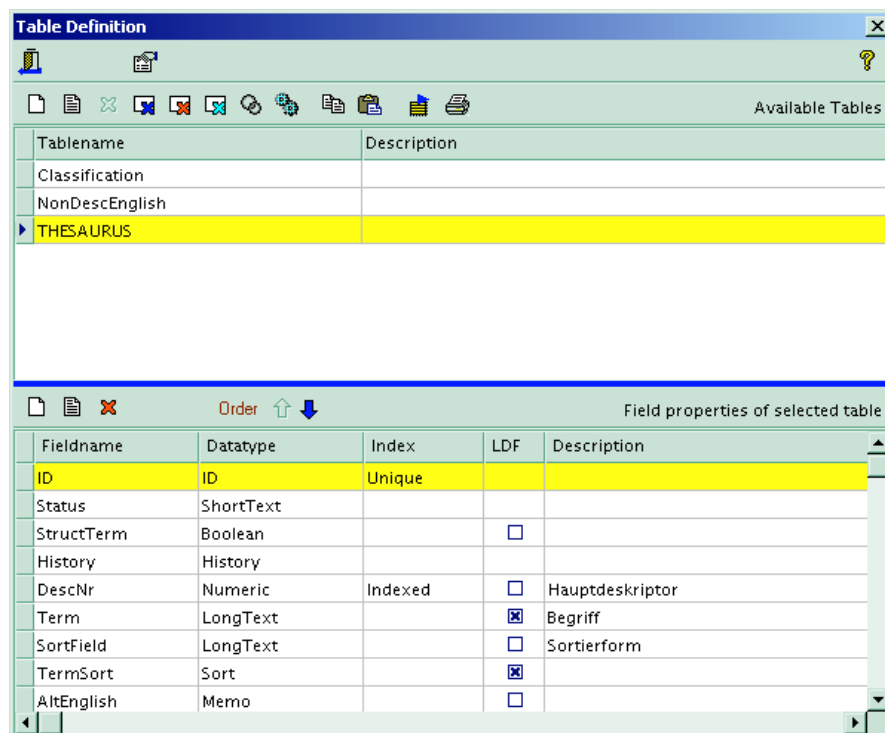 Table Definition
Available Tables
Tablename Description
Classification
NonDescEnglish
THESAURUS
Order Field properties of selected table
Fieldname Datatype Index LDF Description
ID ID Unique
Status ShortText
StructTerm Boolean
History History
DescNr Numeric Indexed Hauptdeskriptor
Term LongText Begriff
SortField LongText Sortierform
TermSort Sort
AltEnglish Memo